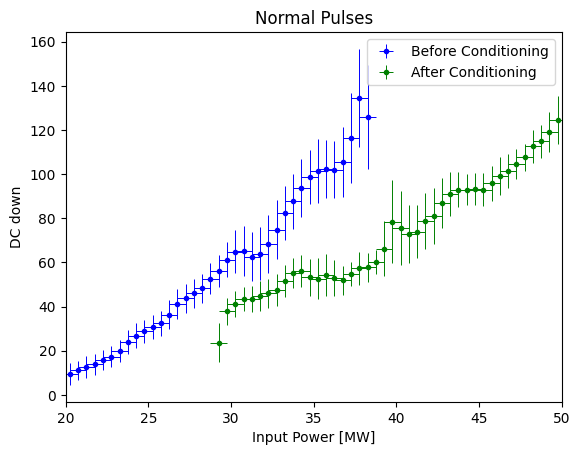 Normal Pulses
Before Conditioning
After Conditioning
DC down
160
140
120
100
80
60
40
20
0
20 25 30 35 40 45 50
Input Power [MW]